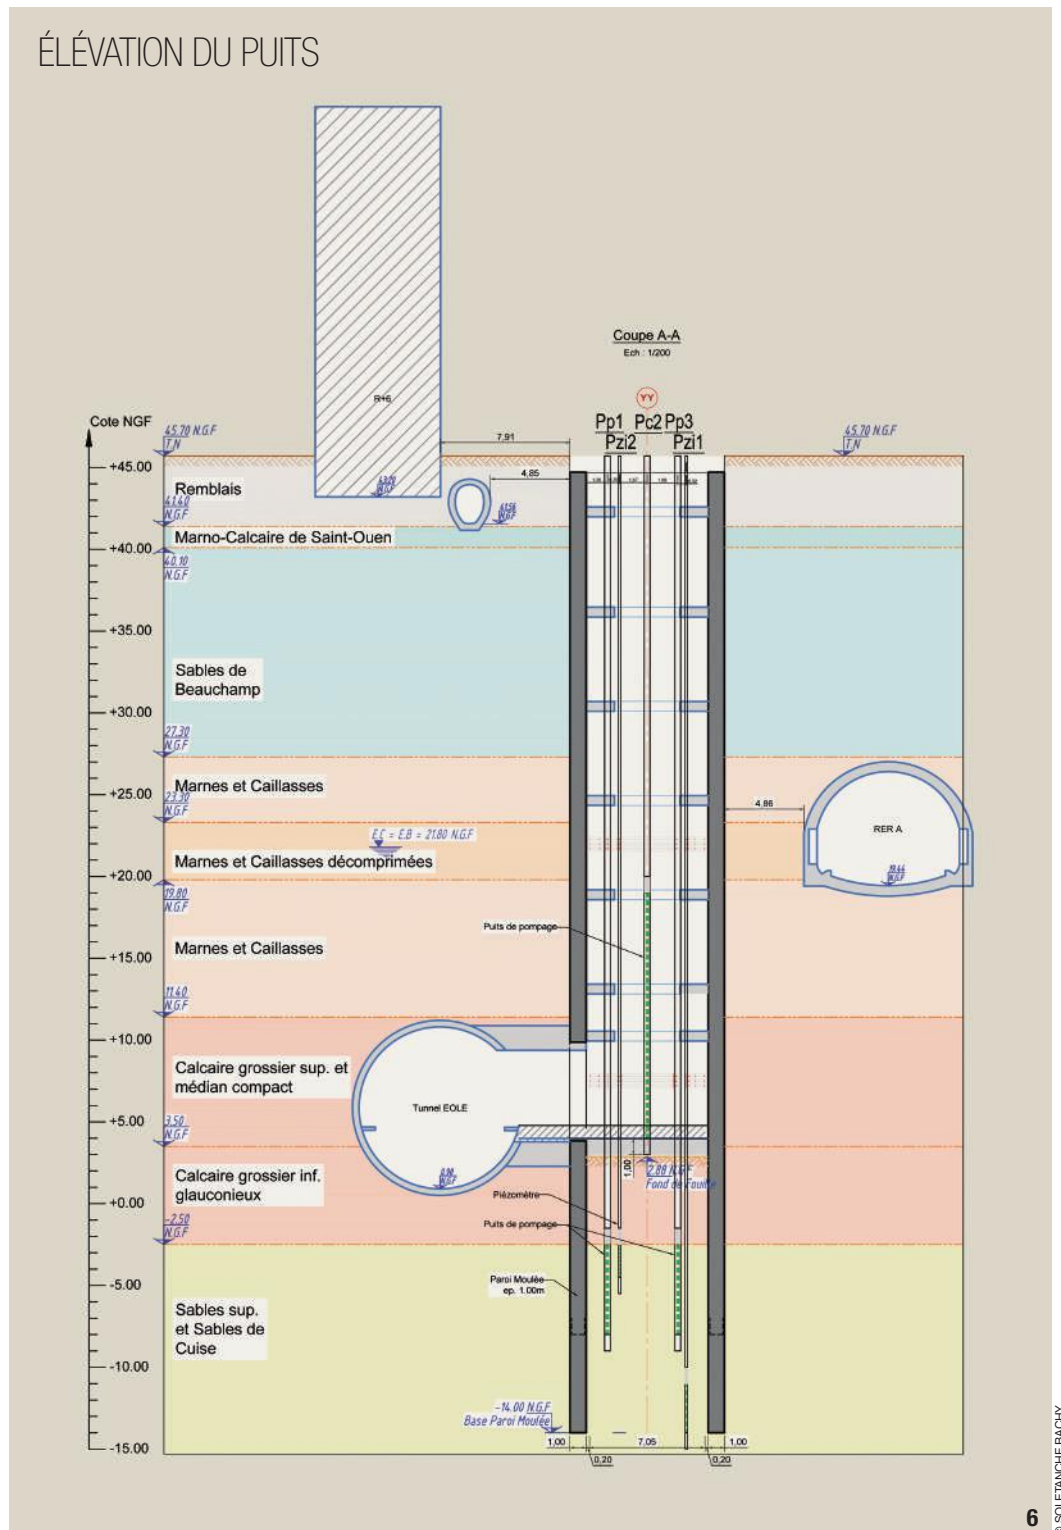 ÉLÉVATION DU PUITS
Coupe A-A
Ech : 1/200
R+6
YY
Cote NGF
45.70 N.G.F
T.N
Pp1
Pc2
Pp3
Pzi2
Pzi1
45.70 N.G.F
T.N
7,91
4,85
+45.00
Remblais
41.40
N.G.F
41.56
N.G.F
Marno-Calcaire de Saint-Ouen
+40.00
40.10
N.G.F
+35.00
Sables de
Beauchamp
+30.00
27.30
N.G.F
Marnes et Caillasses
+25.00
23.30
N.G.F
4,86
E.C = E.B = 21.80 N.G.F
RER A
Marnes et Caillasses décomprimées
+20.00
19.44
N.G.F
19.80
N.G.F
Puits de pompage
Marnes et Caillasses
+15.00
11.40
N.G.F
+10.00
Calcaire grossier sup. et
médian compact
Tunnel EOLE
+5.00
3.50
N.G.F
1,00
2.88 N.G.F
Fond de Fouille
Calcaire grossier inf.
glauconieux
0.90
N.G.F
Piézomètre
+0.00
-2.50
N.G.F
Puits de pompage
-5.00
Paroi Moulée
ep. 1.00m
Sables sup.
et Sables de
Cuise
-10.00
-14.00 N.G.F
Base Paroi Moulée
-15.00
1,00
7,05
1,00
0,20
0,20
6
© SOLETANCHE BACHY